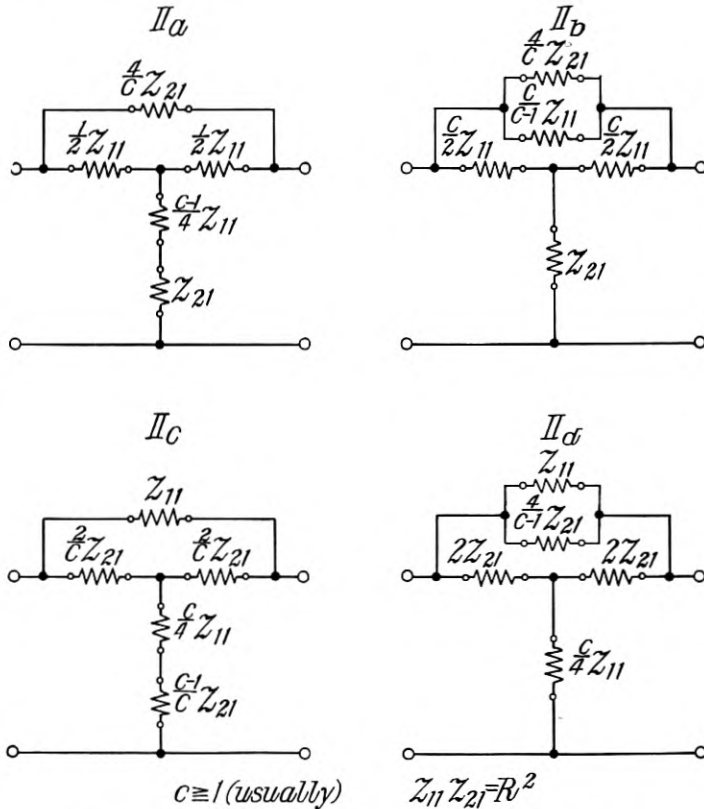 IIa
4/C Z21
1/2 Z11 1/2 Z11
C-1/4 Z11
Z21
IIb
4/C Z21
C/C-1 Z11
C/2 Z11 C/2 Z11
Z21
IIc
Z11
2/C Z21 2/C Z21
C/4 Z11
C-1/C Z21
IId
Z11
4/C-1 Z21
2Z21 2Z21
C/4 Z11
c≧1 (usually)
Z11 Z21=R²